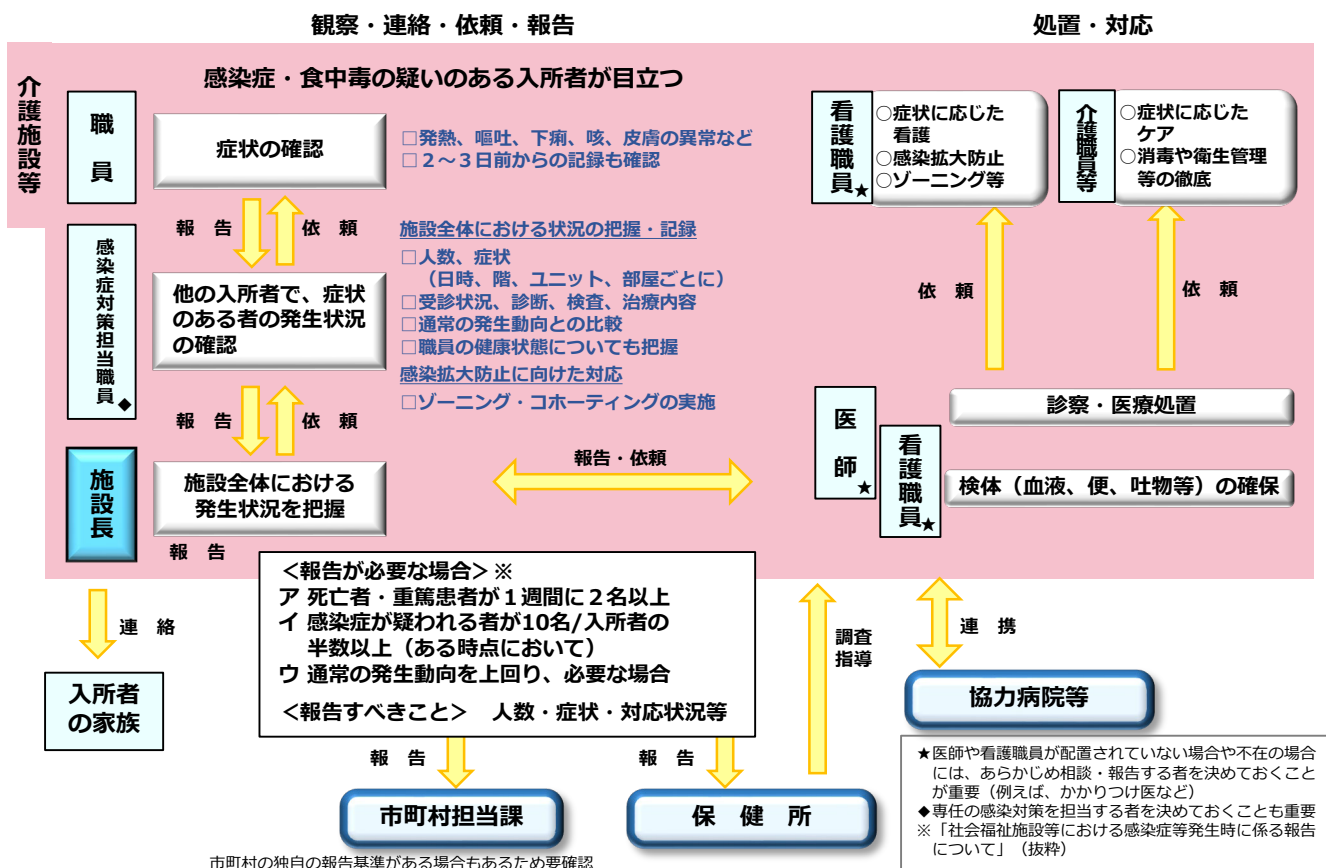 観察・連絡・依頼・報告
処置・対応
介護施設等
感染症・食中毒の疑いのある入所者が目立つ
職員
症状の確認
□発熱、嘔吐、下痢、咳、皮膚の異常など
□２～３日前からの記録も確認
報告
依頼
感染症対策担当職員◆
他の入所者で、症状
のある者の発生状況
の確認
施設全体における状況の把握・記録
□人数、症状
（日時、階、ユニット、部屋ごとに）
□受診状況、診断、検査、治療内容
□通常の発生動向との比較
□職員の健康状態についても把握
感染拡大防止に向けた対応
□ゾーニング・コホーティングの実施
報告
依頼
施設長
施設全体における
発生状況を把握
報告
報告・依頼
看護職員★
○症状に応じた
看護
○感染拡大防止
○ゾーニング等
介護職員等
○症状に応じた
ケア
○消毒や衛生管理
等の徹底
依頼
依頼
医師★
看護職員★
診察・医療処置
検体（血液、便、吐物等）の確保
連絡
入所者
の家族
＜報告が必要な場合＞※
ア 死亡者・重篤患者が１週間に２名以上
イ 感染症が疑われる者が10名/入所者の
半数以上（ある時点において）
ウ 通常の発生動向を上回り、必要な場合
＜報告すべきこと＞ 人数・症状・対応状況等
報告
報告
調査
指導
連携
市町村担当課
保健所
協力病院等
市町村の独自の報告基準がある場合もあるため要確認
★医師や看護職員が配置されていない場合や不在の場合
には、あらかじめ相談・報告する者を決めておくこと
が重要（例えば、かかりつけ医など）
◆専任の感染対策を担当する者を決めておくことも重要
※「社会福祉施設等における感染症等発生時に係る報告
について」（抜粋）